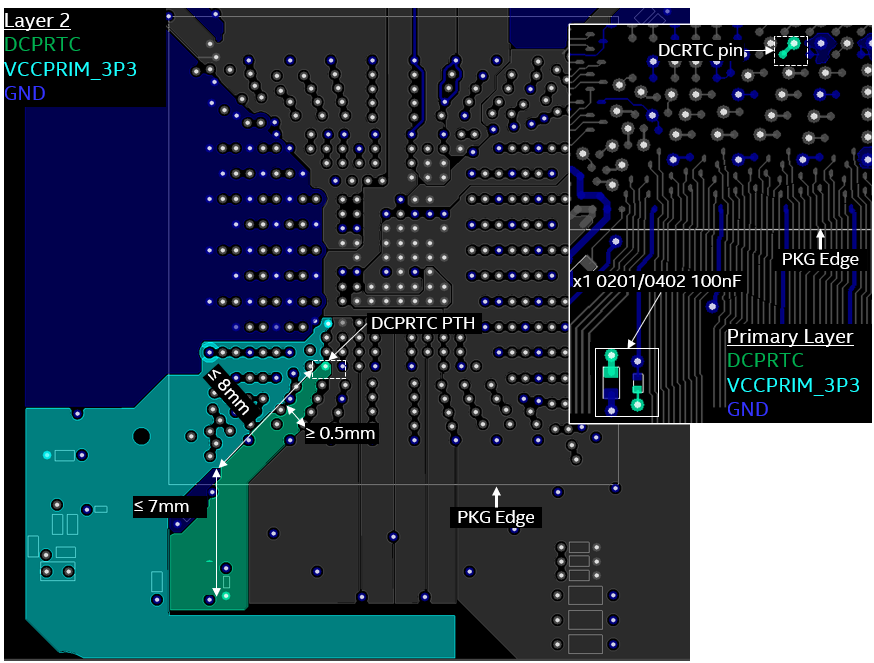 Layer 2
DCPRTC
VCCPRIM_3P3
GND
DCRTC pin
PKG Edge
x1 0201/0402 100nF
Primary Layer
DCPRTC
VCCPRIM_3P3
GND
DCPRTC PTH
≤ 8mm
≥ 0.5mm
≤ 7mm
PKG Edge